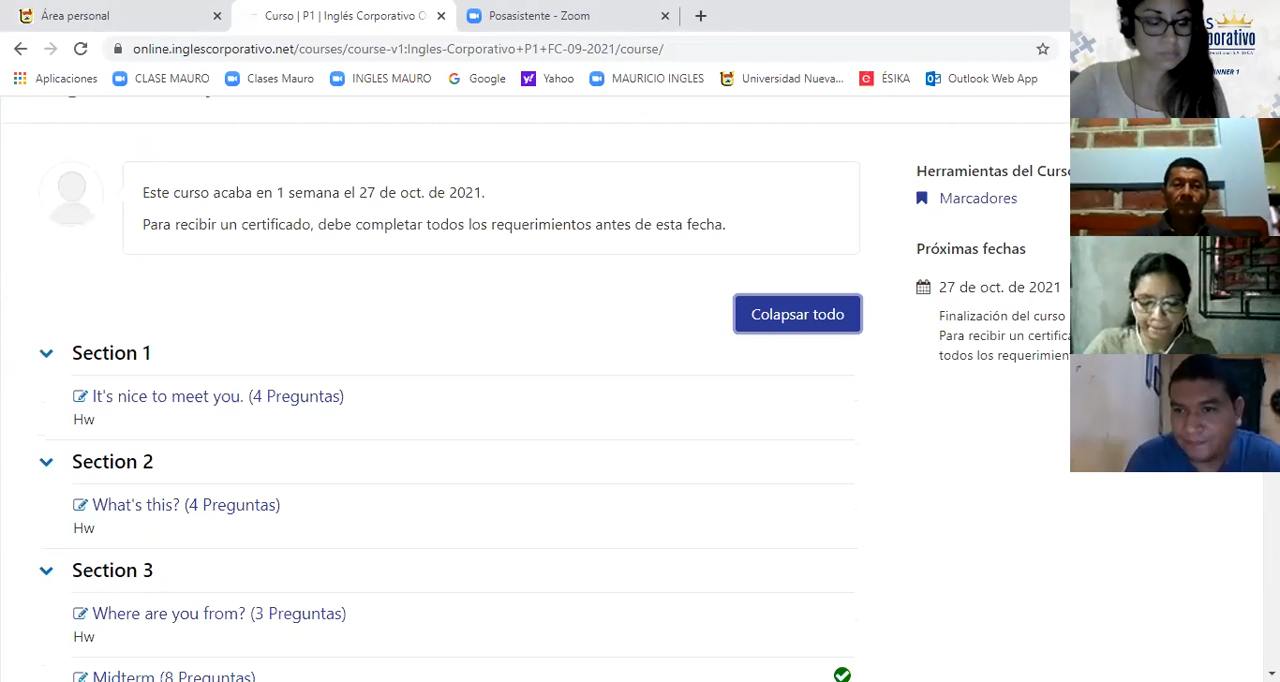 Área personal
Curso | P1 | Inglés Corporativo O
Posasistente - Zoom
online.inglescorporativo.net/courses/course-v1:Ingles-Corporativo+P1+FC-09-2021/course/
Aplicaciones
CLASE MAURO
Clases Mauro
INGLES MAURO
Google
Yahoo
MAURICIO INGLES
Universidad Nueva...
ÉSIKA
Outlook Web App
Este curso acaba en 1 semana el 27 de oct. de 2021.
Para recibir un certificado, debe completar todos los requerimientos antes de esta fecha.
Colapsar todo
Section 1
It's nice to meet you. (4 Preguntas)
Hw
Section 2
What's this? (4 Preguntas)
Hw
Section 3
Where are you from? (3 Preguntas)
Hw
Midterm (8 Preguntas)
Herramientas del Curso
Marcadores
Próximas fechas
27 de oct. de 2021
Finalización del curso
Para recibir un certifica
todos los requerimien